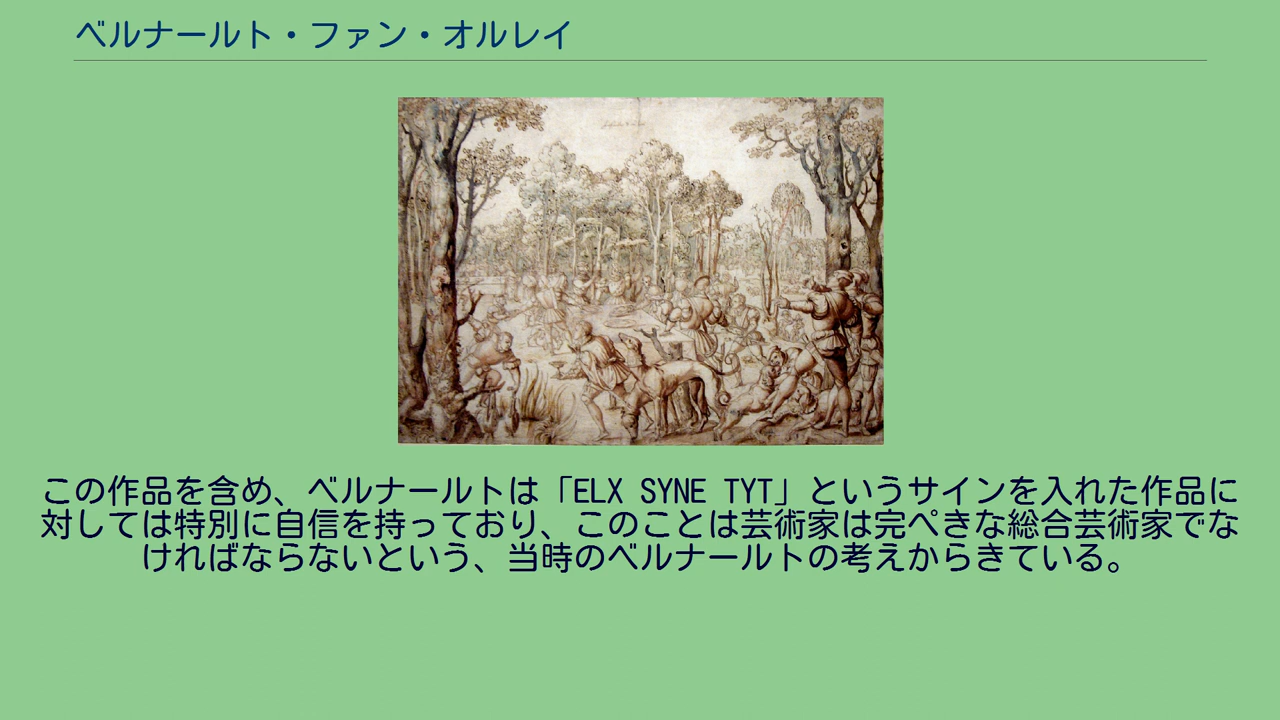 ベルナールト・ファン・オルレイ
この作品を含め、ベルナールトは「ELX SYNE TYT」というサインを入れた作品に
対しては特別に自信を持っており、このことは芸術家は完ぺきな総合芸術家でな
ければならないという、当時のベルナールトの考えからきている。